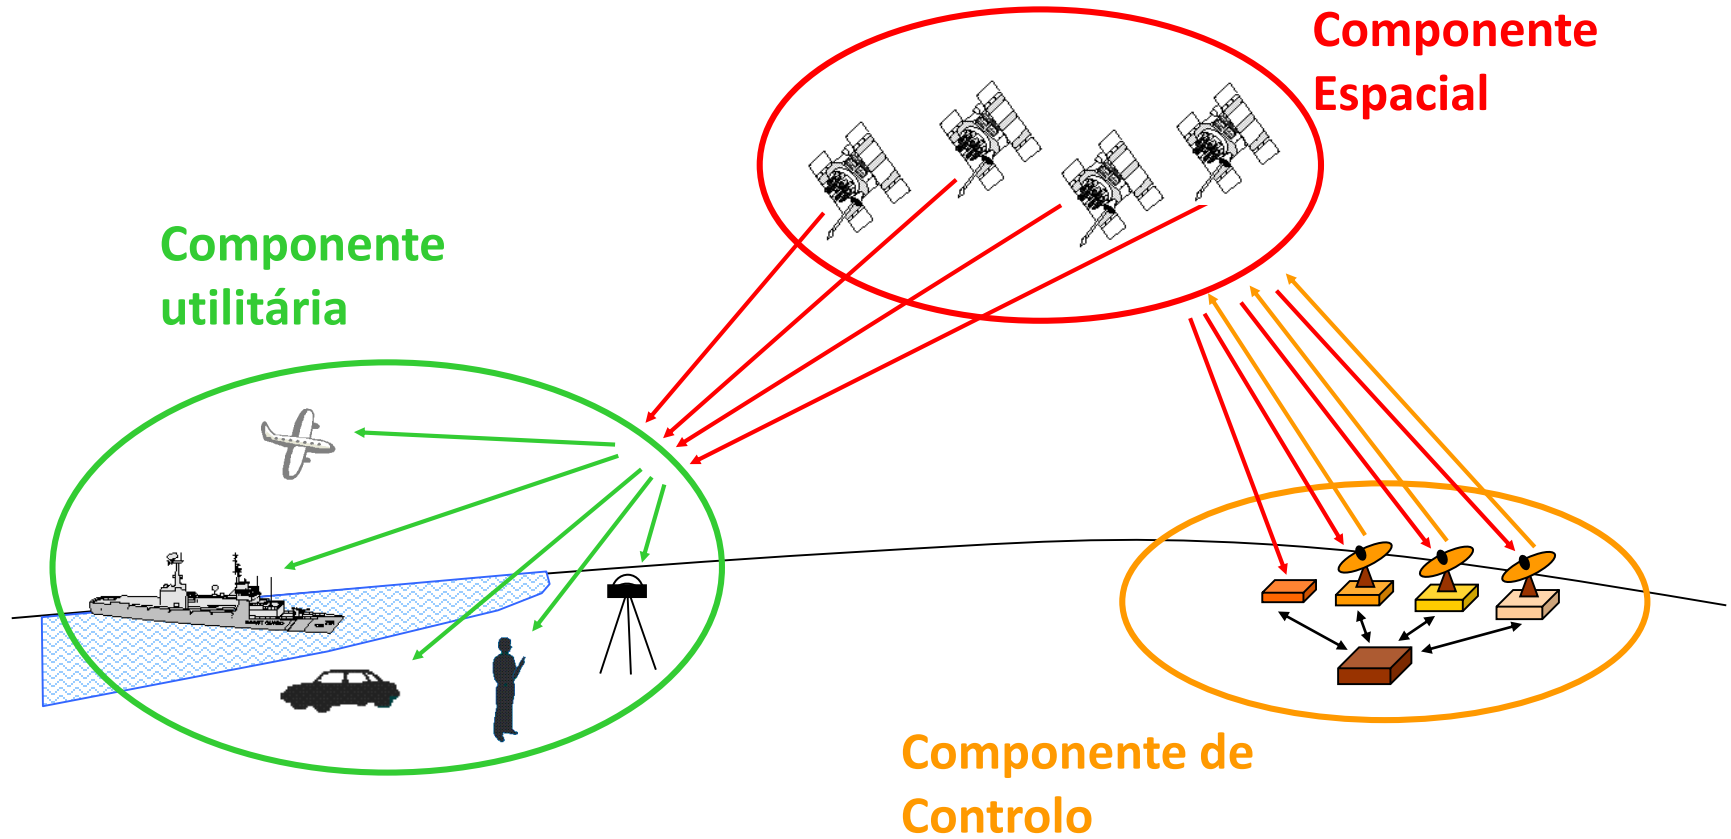 Componente
Espacial
Componente
utilitária
Componente de
Controlo